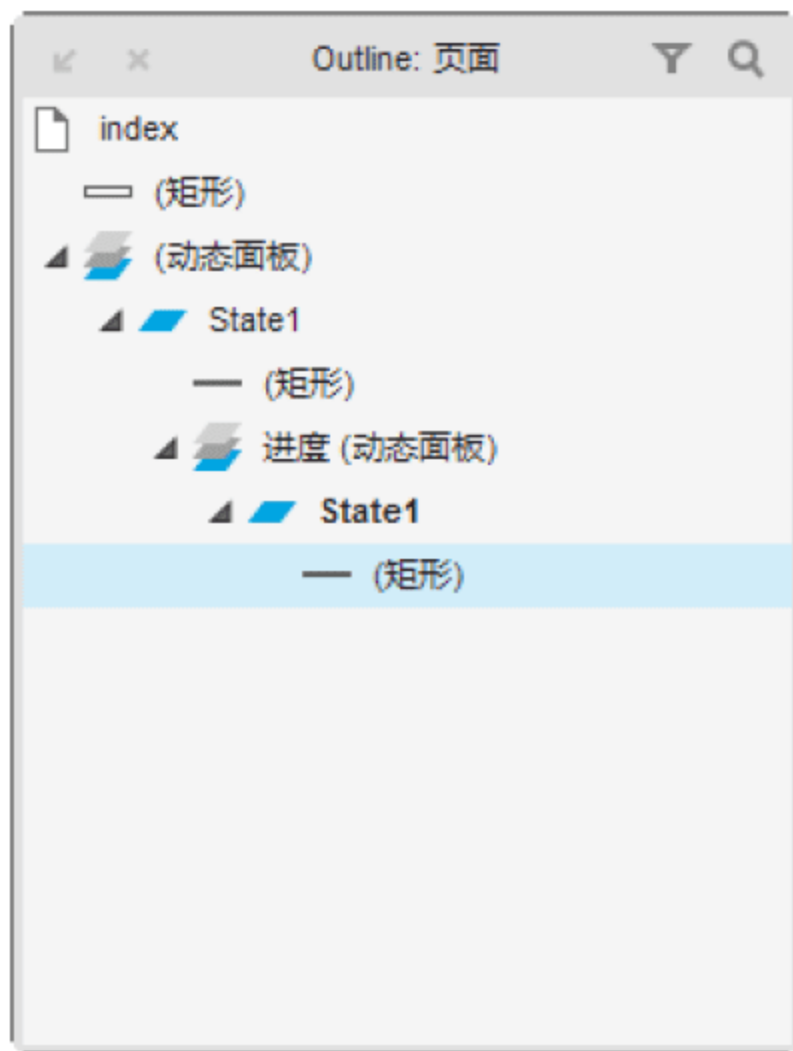 Outline: 页面
index
(矩形)
(动态面板)
State1
(矩形)
进度 (动态面板)
State1
(矩形)